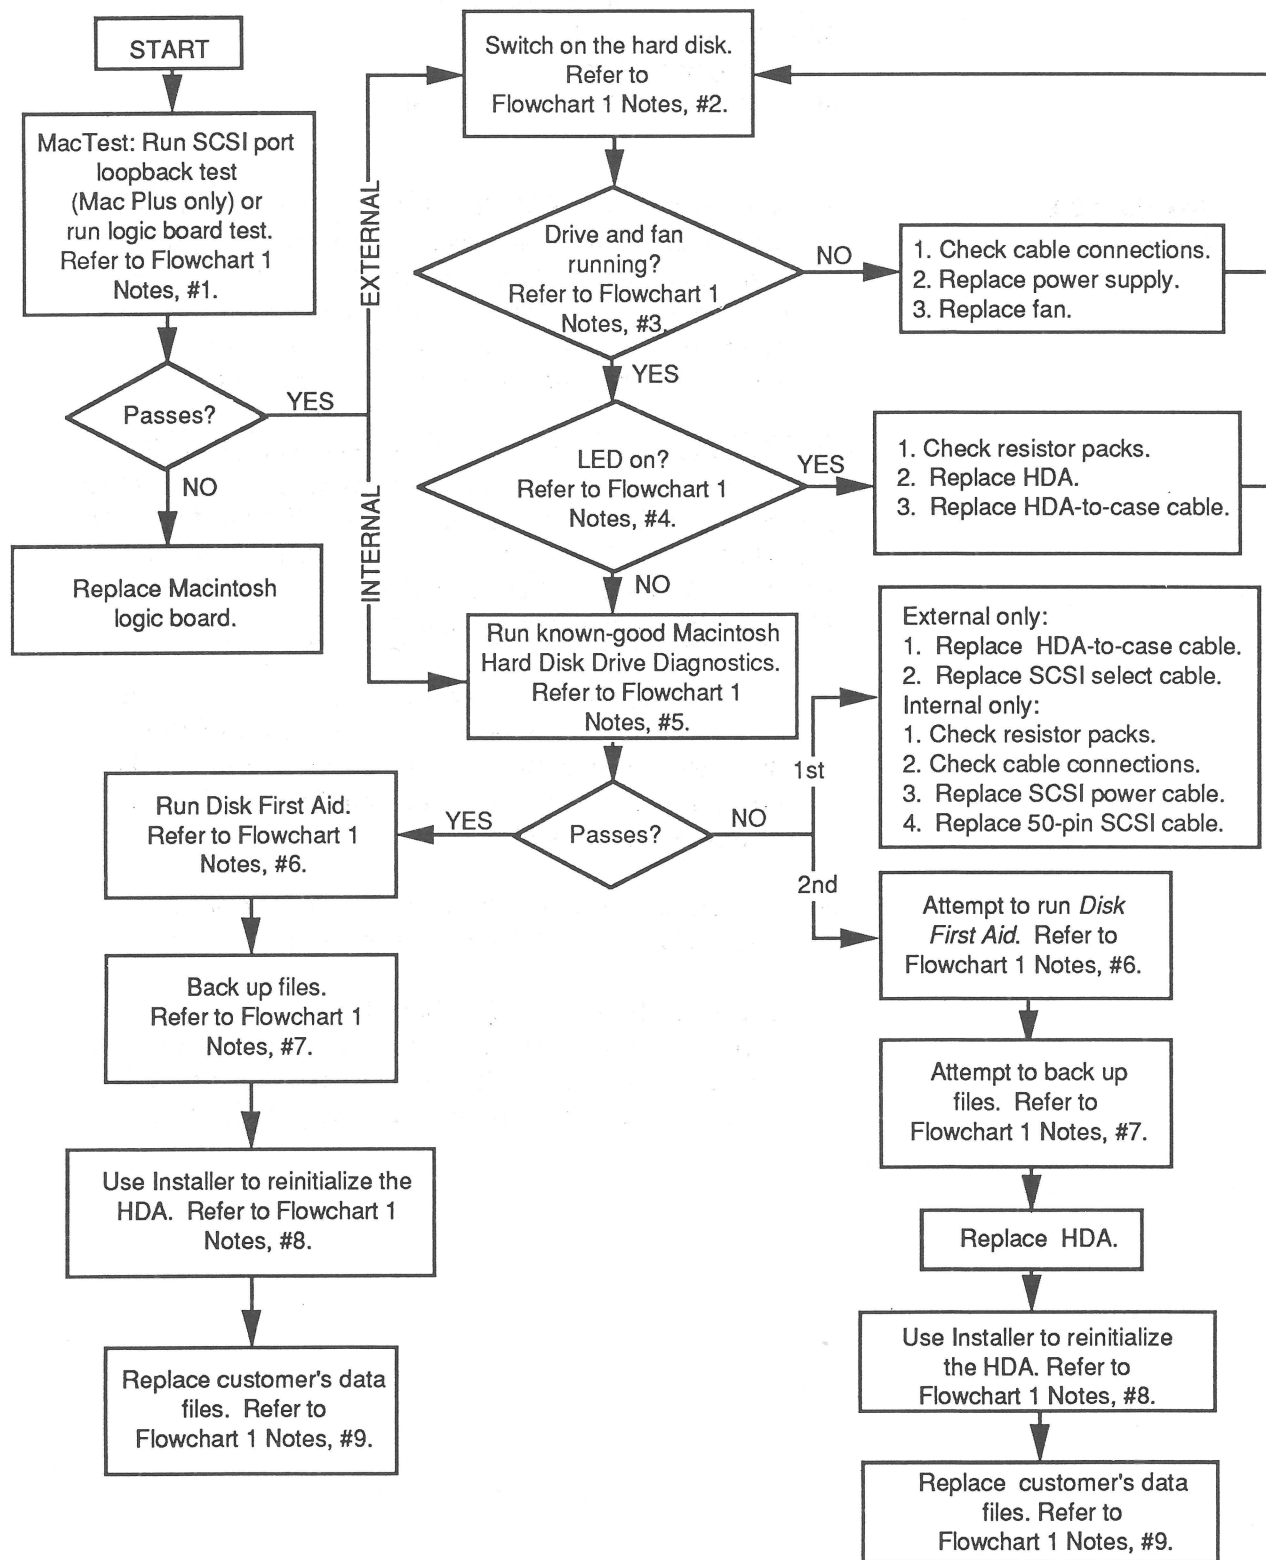 START
MacTest: Run SCSI port
loopback test
(Mac Plus only) or
run logic board test.
Refer to Flowchart 1
Notes, #1.
Passes?
YES
NO
Replace Macintosh
logic board.
EXTERNAL
INTERNAL
Switch on the hard disk.
Refer to
Flowchart 1 Notes, #2.
Drive and fan
running?
Refer to Flowchart 1
Notes, #3.
NO
1. Check cable connections.
2. Replace power supply.
3. Replace fan.
YES
LED on?
Refer to Flowchart 1
Notes, #4.
YES
1. Check resistor packs.
2. Replace HDA.
3. Replace HDA-to-case cable.
NO
Run known-good Macintosh
Hard Disk Drive Diagnostics.
Refer to Flowchart 1
Notes, #5.
Passes?
NO
1st
External only:
1. Replace HDA-to-case cable.
2. Replace SCSI select cable.
Internal only:
1. Check resistor packs.
2. Check cable connections.
3. Replace SCSI power cable.
4. Replace 50-pin SCSI cable.
YES
Run Disk First Aid.
Refer to Flowchart 1
Notes, #6.
Back up files.
Refer to Flowchart 1
Notes, #7.
Use Installer to reinitialize the
HDA. Refer to Flowchart 1
Notes, #8.
Replace customer's data
files. Refer to
Flowchart 1 Notes, #9.
2nd
Attempt to run Disk
First Aid. Refer to
Flowchart 1 Notes, #6.
Attempt to back up
files. Refer to
Flowchart 1 Notes, #7.
Replace HDA.
Use Installer to reinitialize
the HDA. Refer to
Flowchart 1 Notes, #8.
Replace customer's data
files. Refer to
Flowchart 1 Notes, #9.